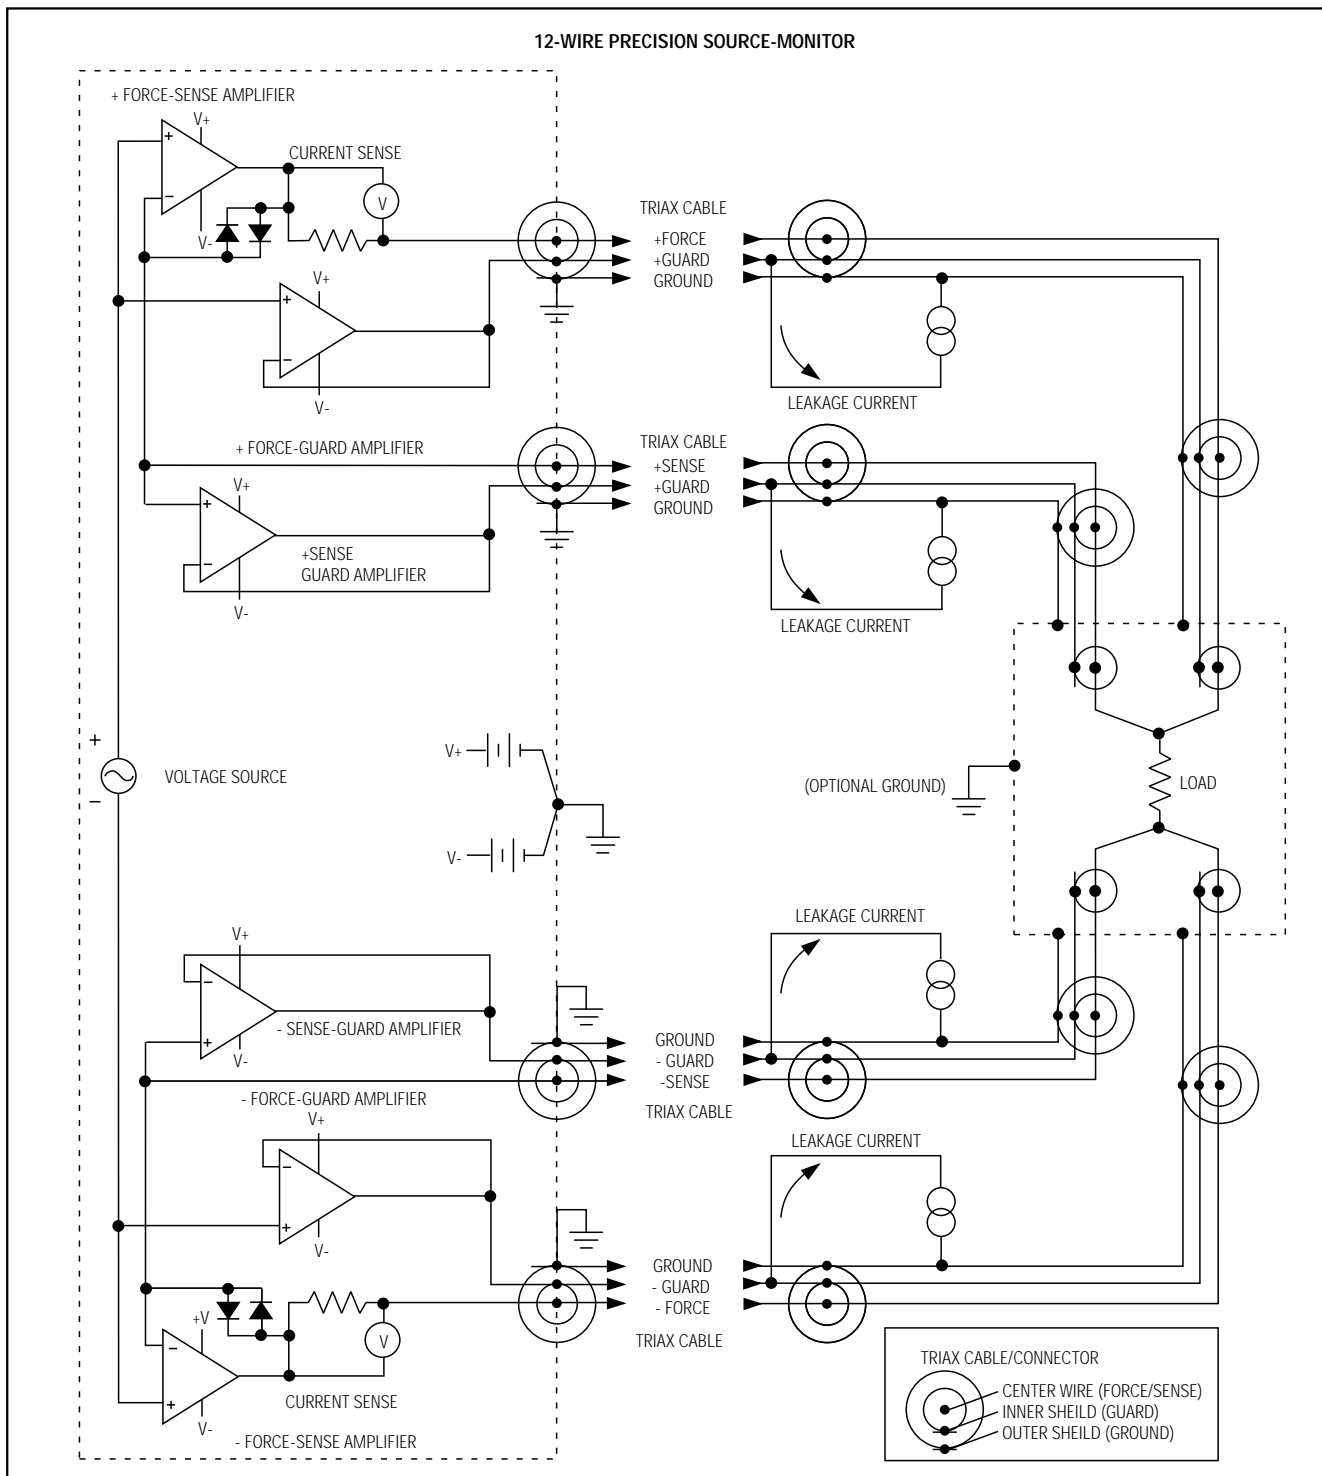 12-WIRE PRECISION SOURCE-MONITOR
+ FORCE-SENSE AMPLIFIER
V+
+
−
V-
CURRENT SENSE
V
TRIAX CABLE
+FORCE
+GUARD
GROUND
V+
+
−
V-
LEAKAGE CURRENT
+ FORCE-GUARD AMPLIFIER
TRIAX CABLE
+SENSE
+GUARD
GROUND
V+
+
−
V-
+SENSE
GUARD AMPLIFIER
LEAKAGE CURRENT
+
−
VOLTAGE SOURCE
V+
V-
(OPTIONAL GROUND)
LOAD
LEAKAGE CURRENT
V+
−
+
V-
- SENSE-GUARD AMPLIFIER
GROUND
- GUARD
-SENSE
TRIAX CABLE
- FORCE-GUARD AMPLIFIER
V+
−
+
V-
LEAKAGE CURRENT
GROUND
- GUARD
- FORCE
TRIAX CABLE
+V
−
+
V-
V
CURRENT SENSE
- FORCE-SENSE AMPLIFIER
TRIAX CABLE/CONNECTOR
CENTER WIRE (FORCE/SENSE)
INNER SHEILD (GUARD)
OUTER SHEILD (GROUND)